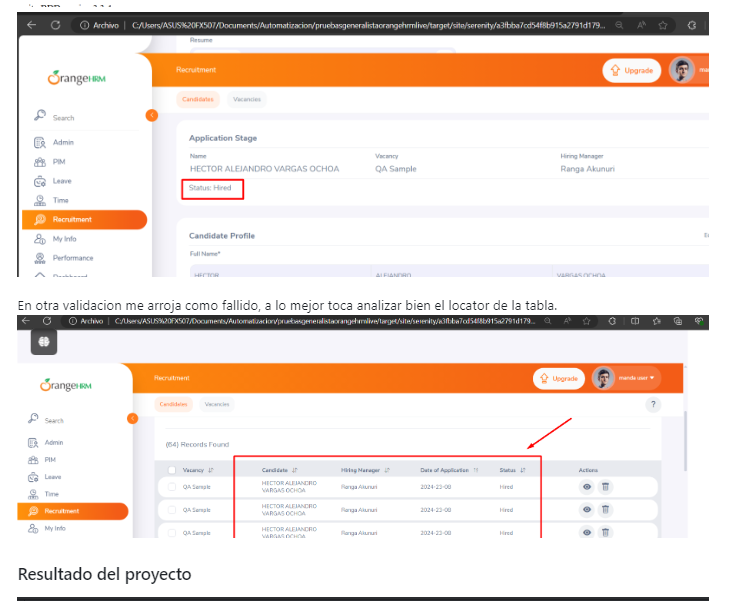 Archivo | C:/Users/ASUS%20FX507/Documents/Automatizacion/pruebasgeneralistaorangehrmlive/target/site/serenity/a3fbba7cd54f8b915a2791d179...
Resume
OrangeHRM
Recruitment
Upgrade
Candidates Vacancies
Search
Admin
PIM
Leave
Time
Recruitment
My Info
Performance
Application Stage
Name Vacancy Hiring Manager
HECTOR ALEJANDRO VARGAS OCHOA QA Sample Ranga Akunuri
Status: Hired
Candidate Profile
Full Name*
HECTOR ALEJANDRO VARGAS OCHOA
En otra validacion me arroja como fallido, a lo mejor toca analizar bien el locator de la tabla.
Archivo | C:/Users/ASUS%20FX507/Documents/Automatizacion/pruebasgeneralistaorangehrmlive/target/site/serenity/a3fbba7cd54f8b915a2791d179...
OrangeHRM
Recruitment
Upgrade
manda user
Candidates Vacancies
?
Search
Admin
PIM
Leave
Time
Recruitment
My Info
(64) Records Found
Vacancy Candidate Hiring Manager Date of Application Status Actions
QA Sample HECTOR ALEJANDRO VARGAS OCHOA Ranga Akunuri 2024-23-08 Hired
QA Sample HECTOR ALEJANDRO VARGAS OCHOA Ranga Akunuri 2024-23-08 Hired
QA Sample HECTOR ALEJANDRO VARGAS OCHOA Ranga Akunuri 2024-23-08 Hired
Resultado del proyecto